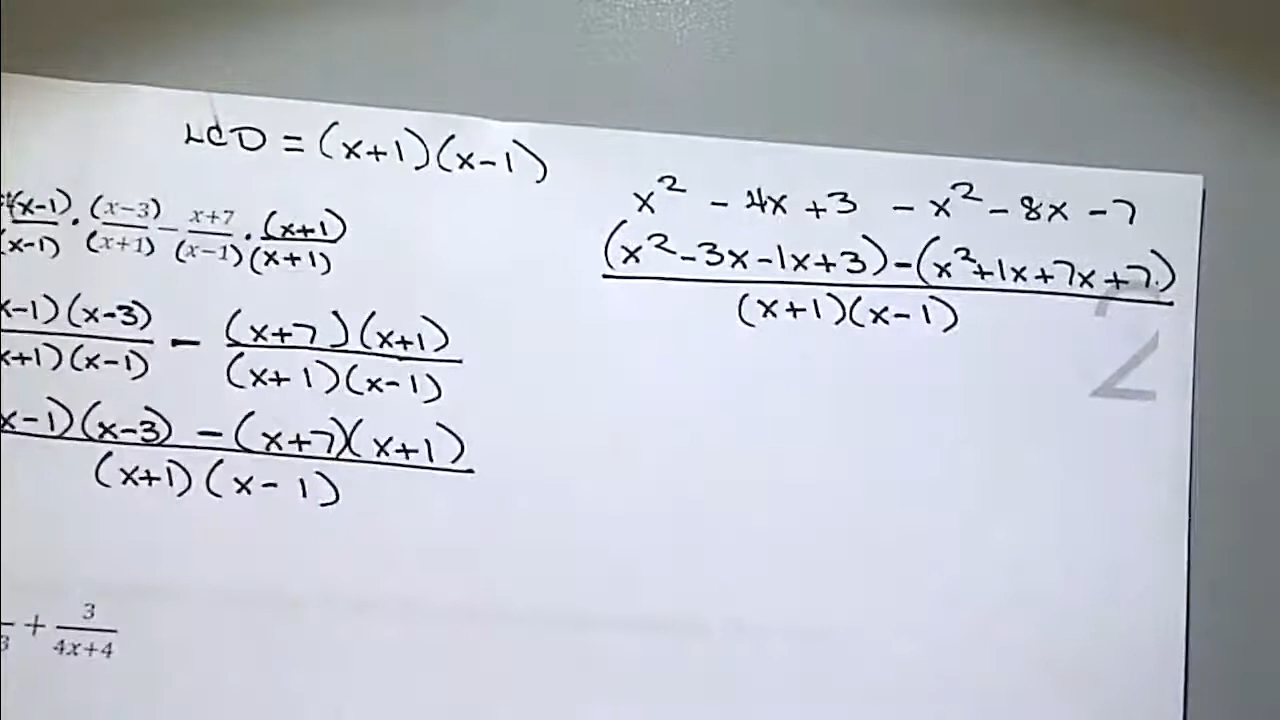 LCD = (x+1)(x-1)
(x-1)/(x-1) · (x-3)/(x+1) - x+7/(x-1) · (x+1)/(x+1)
x-1)(x-3)/x+1)(x-1) - (x+7)(x+1)/(x+1)(x-1)
x-1)(x-3) - (x+7)(x+1)
(x+1)(x-1)
x² - 4x + 3 - x² - 8x - 7
(x² - 3x - 1x + 3) - (x² + 1x + 7x + 7)
(x+1)(x-1)
3 + 3/4x+4